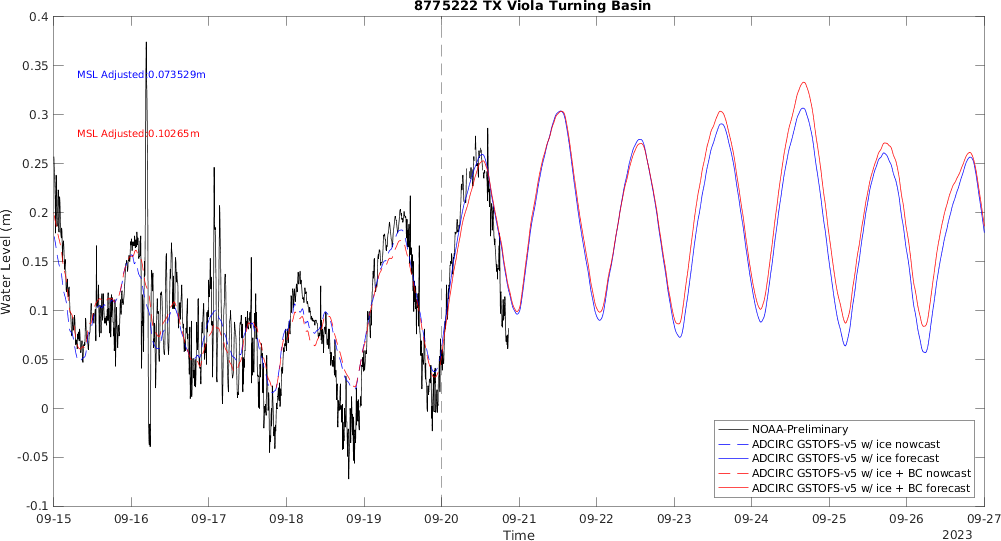 8775222 TX Viola Turning Basin
0.4
0.35
0.3
0.25
0.2
0.15
0.1
0.05
0
-0.05
-0.1
Water Level (m)
MSL Adjusted:0.073529m
MSL Adjusted:0.10265m
NOAA-Preliminary
ADCIRC GSTOFS-v5 w/ ice nowcast
ADCIRC GSTOFS-v5 w/ ice forecast
ADCIRC GSTOFS-v5 w/ ice + BC nowcast
ADCIRC GSTOFS-v5 w/ ice + BC forecast
09-15 09-16 09-17 09-18 09-19 09-20 09-21 09-22 09-23 09-24 09-25 09-26 09-27
Time
2023